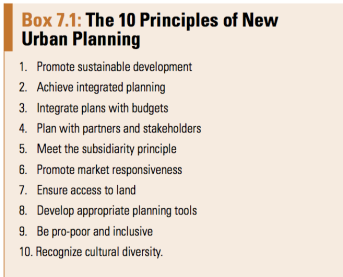 Box 7.1: The 10 Principles of New
Urban Planning
1. Promote sustainable development
2. Achieve integrated planning
3. Integrate plans with budgets
4. Plan with partners and stakeholders
5. Meet the subsidiarity principle
6. Promote market responsiveness
7. Ensure access to land
8. Develop appropriate planning tools
9. Be pro-poor and inclusive
10. Recognize cultural diversity.